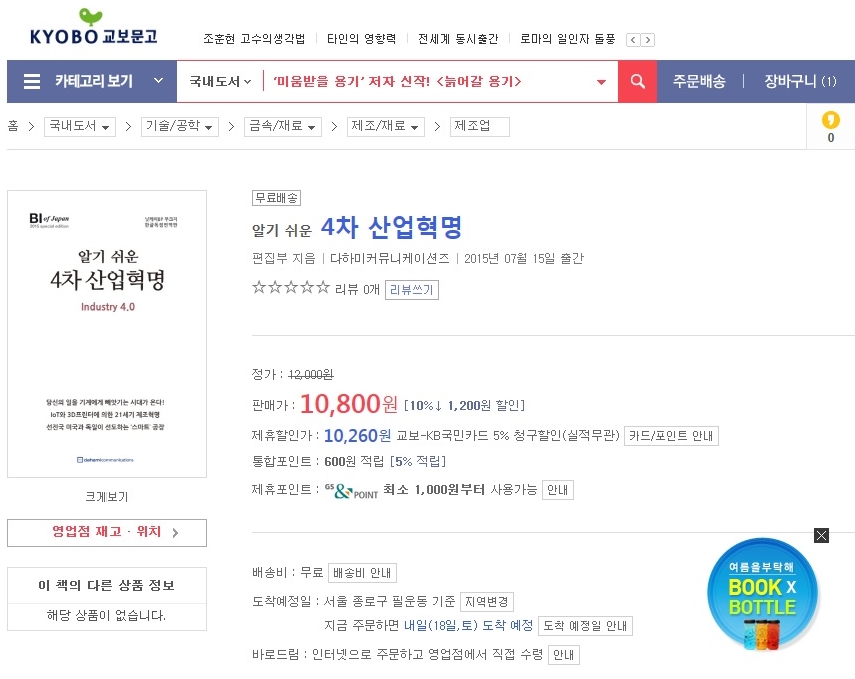 KYOBO 교보문고
조훈현 고수의생각법 타인의 영향력 전세계 동시출간 로마의 일인자 돌풍
카테고리 보기 국내도서 '미움받을 용기' 저자 신작! <늙어갈 용기> 주문배송 장바구니 (1)
홈 국내도서 기술/공학 금속/재료 제조/재료 제조업
0
무료배송
알기 쉬운 4차 산업혁명
편집부 지음 | 다하미커뮤니케이션즈 | 2015년 07월 15일 출간
리뷰 0개 리뷰쓰기
BI of Japan
2015 special edition
한글독점번역판
알기 쉬운
4차 산업혁명
Industry 4.0
당신의 일을 기계에게 빼앗기는 시대가 온다!
IoT와 3D프린터에 의한 21세기 제조혁명
선진국 미국과 독일이 선도하는 '스마트' 공장
dahami communications
크게보기
영업점 재고 · 위치
이 책의 다른 상품 정보
해당 상품이 없습니다.
정가 : 12,000원
판매가 : 10,800원 [10%↓ 1,200원 할인]
제휴할인가 : 10,260원 교보-KB국민카드 5% 청구할인(실적무관) 카드/포인트 안내
통합포인트 : 600원 적립 [5% 적립]
제휴포인트 : GS& POINT 최소 1,000원부터 사용가능 안내
배송비 : 무료 배송비 안내
도착예정일 : 서울 종로구 필운동 기준 지역변경
지금 주문하면 내일(18일,토) 도착 예정 도착 예정일 안내
바로드림 : 인터넷으로 주문하고 영업점에서 직접 수령 안내
여름을부탁해
BOOK X
BOTTLE